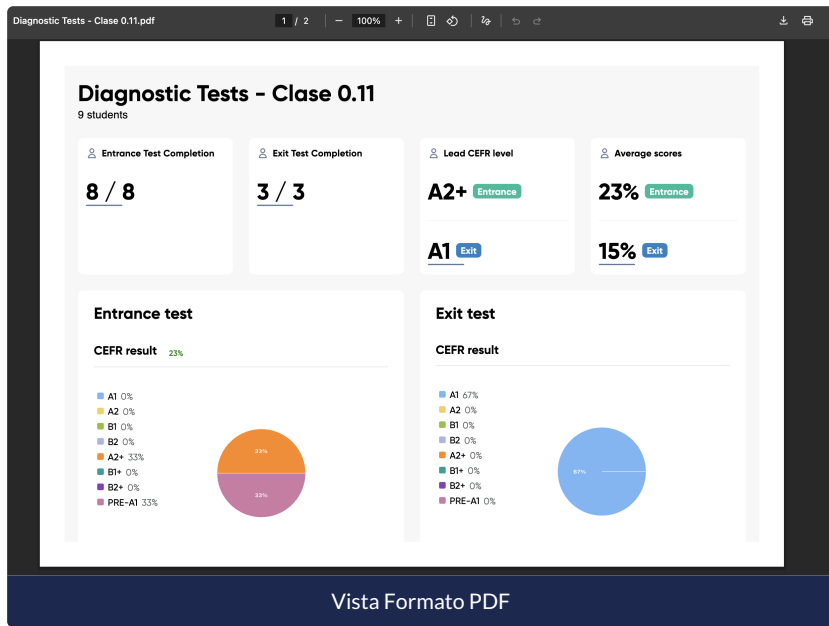 Diagnostic Tests - Clase 0.11.pdf
1 / 2
100%
Diagnostic Tests - Clase 0.11
9 students
Entrance Test Completion
8 / 8
Exit Test Completion
3 / 3
Lead CEFR level
A2+ Entrance
A1 Exit
Average scores
23% Entrance
15% Exit
Entrance test
CEFR result 23%
A1 0%
A2 0%
B1 0%
B2 0%
A2+ 33%
B1+ 0%
B2+ 0%
PRE-A1 33%
33%
33%
Exit test
CEFR result
A1 67%
A2 0%
B1 0%
B2 0%
A2+ 0%
B1+ 0%
B2+ 0%
PRE-A1 0%
67%
Vista Formato PDF